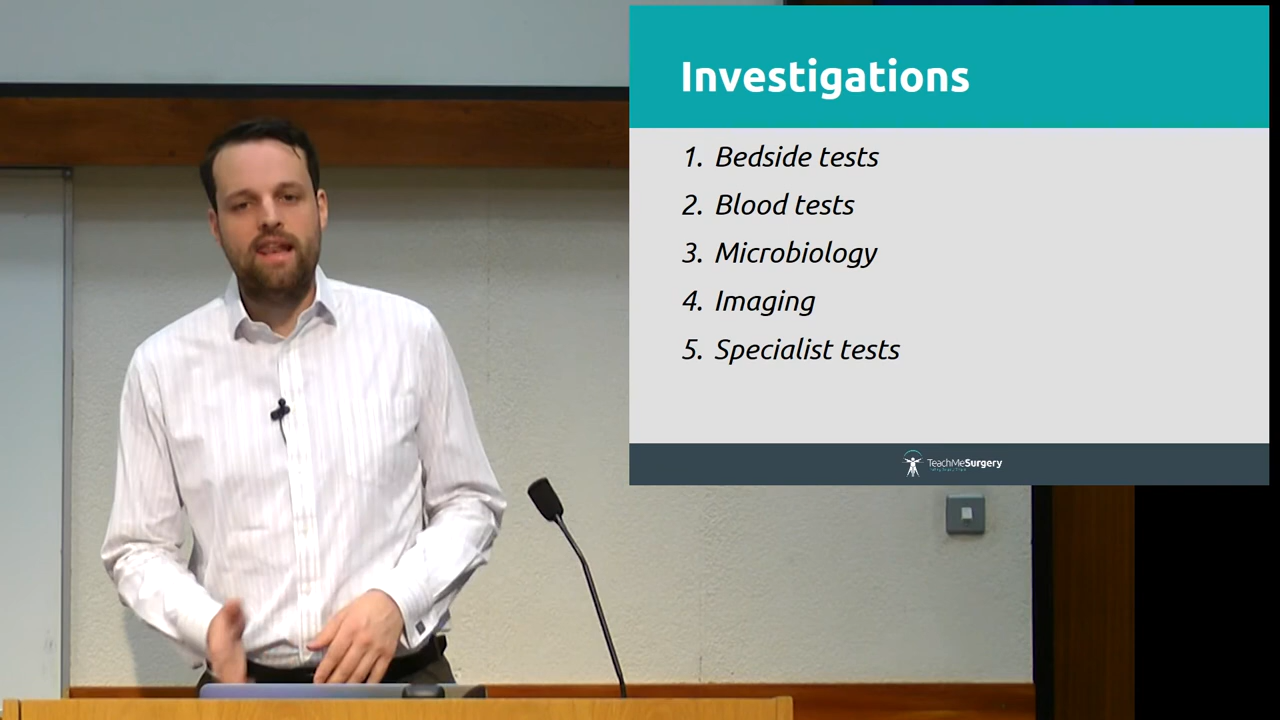 Investigations
1. Bedside tests
2. Blood tests
3. Microbiology
4. Imaging
5. Specialist tests
TeachMeSurgery